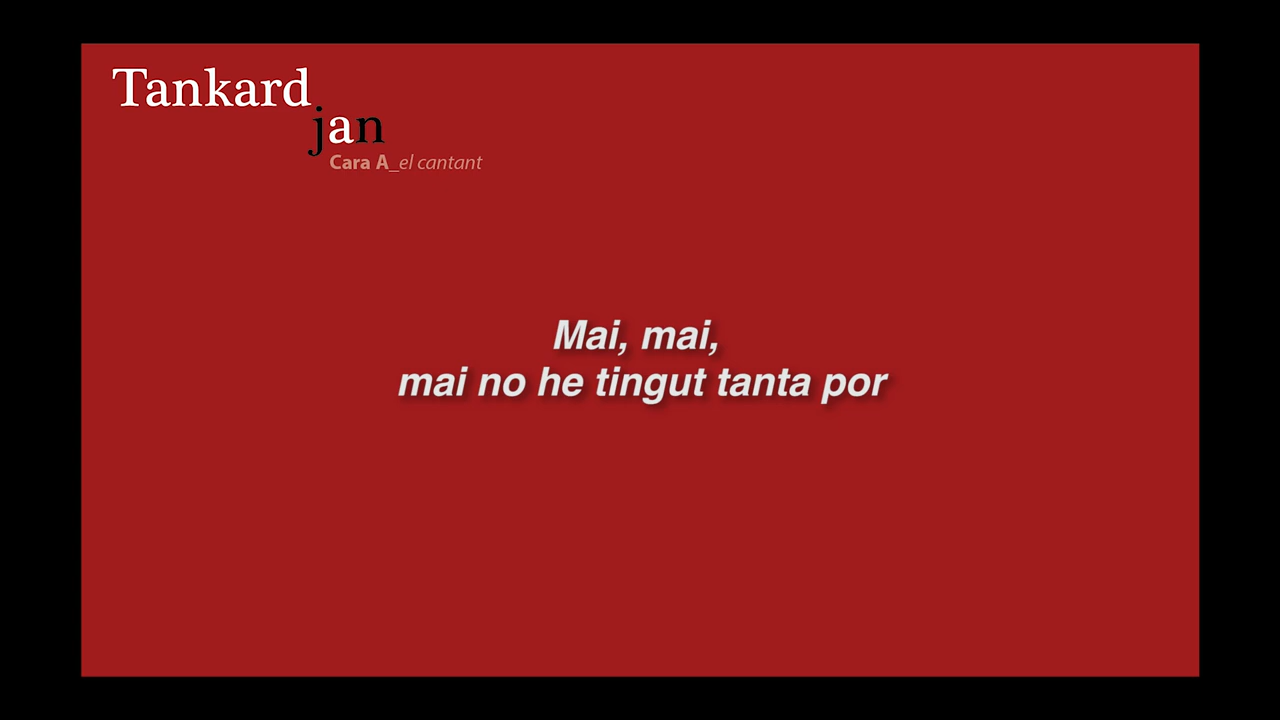 Tankard
jan
Cara A_el cantant
Mai, mai,
mai no he tingut tanta por